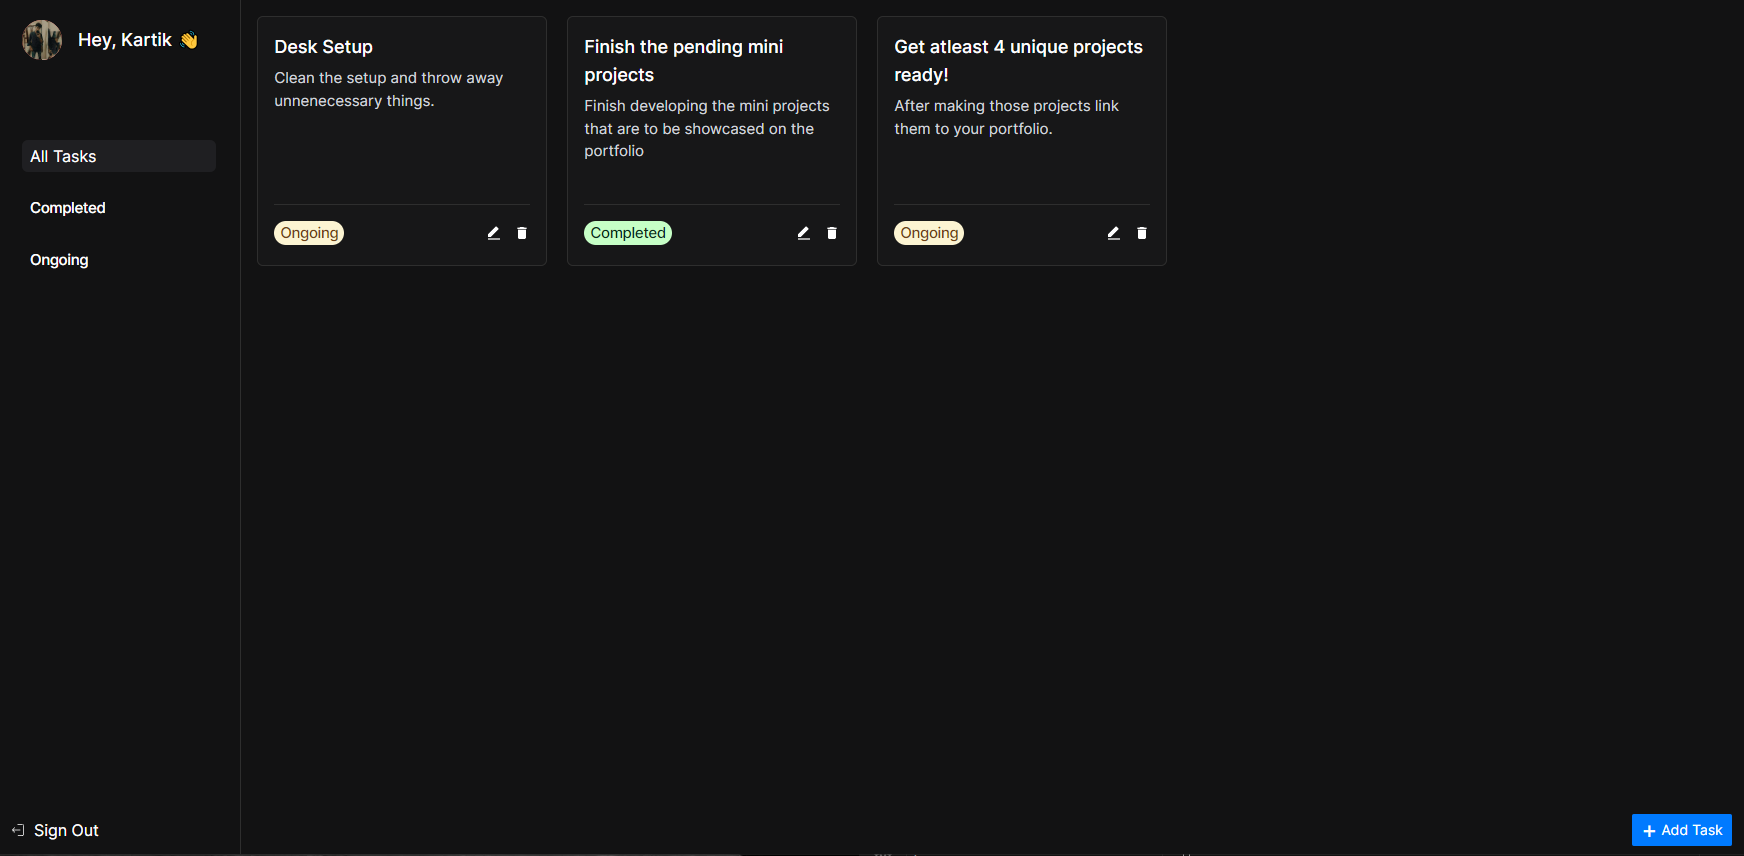 Hey, Kartik 👋
All Tasks
Completed
Ongoing
Sign Out
Desk Setup
Clean the setup and throw away
unnenecessary things.
Ongoing
Finish the pending mini
projects
Finish developing the mini projects
that are to be showcased on the
portfolio
Completed
Get atleast 4 unique projects
ready!
After making those projects link
them to your portfolio.
Ongoing
+ Add Task